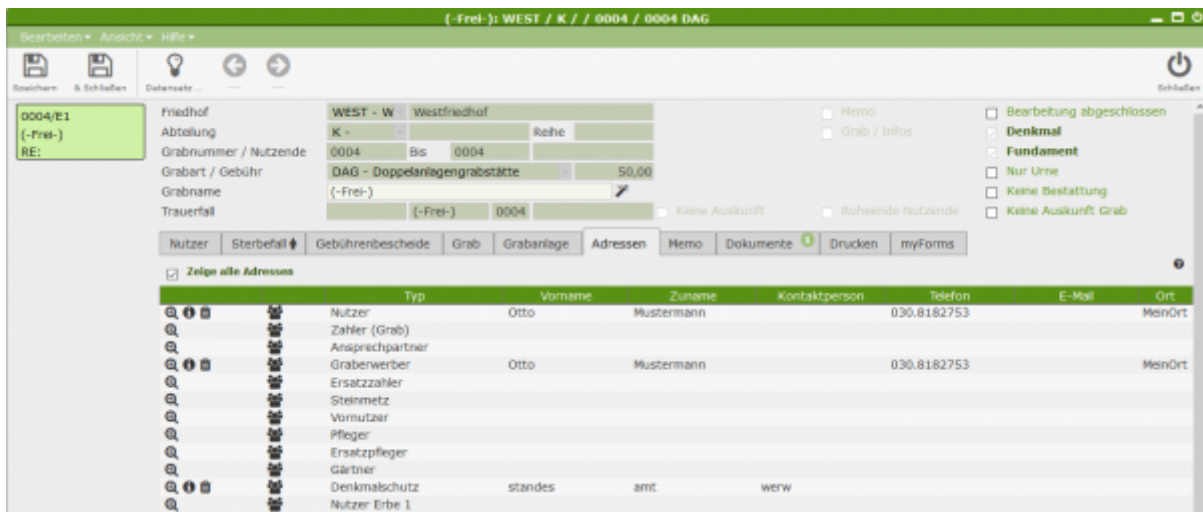 (-Frei-): WEST / K / / 0004 / 0004 DAG
Bearbeiten Ansicht Hilfe
Speichern & Schließen Datensatz ... Schließen
0004/E1
(-Frei-)
RE:
Friedhof WEST - W Westfriedhof Memo Bearbeitung abgeschlossen
Abteilung K - Reihe Grab / Infos Denkmal
Grabnummer / Nutzende 0004 Bis 0004 Fundament
Grabart / Gebühr DAG - Doppelanlagengrabstätte 50,00 Nur Urne
Grabname (-Frei-) Keine Bestattung
Trauerfall (-Frei-) 0004 Keine Auskunft Ruhende Nutzende Keine Auskunft Grab
Nutzer Sterbefall Gebührenbescheide Grab Grabanlage Adressen Memo Dokumente Drucken myForms
Zeige alle Adressen
Typ Vorname Zuname Kontaktperson Telefon E-Mail Ort
Nutzer Otto Mustermann 030.8182753 MeinOrt
Zahler (Grab)
Ansprechpartner
Graberwerber Otto Mustermann 030.8182753 MeinOrt
Ersatzzahler
Steinmetz
Vornutzer
Pfleger
Ersatzpfleger
Gärtner
Denkmalschutz standes amt werw
Nutzer Erbe 1